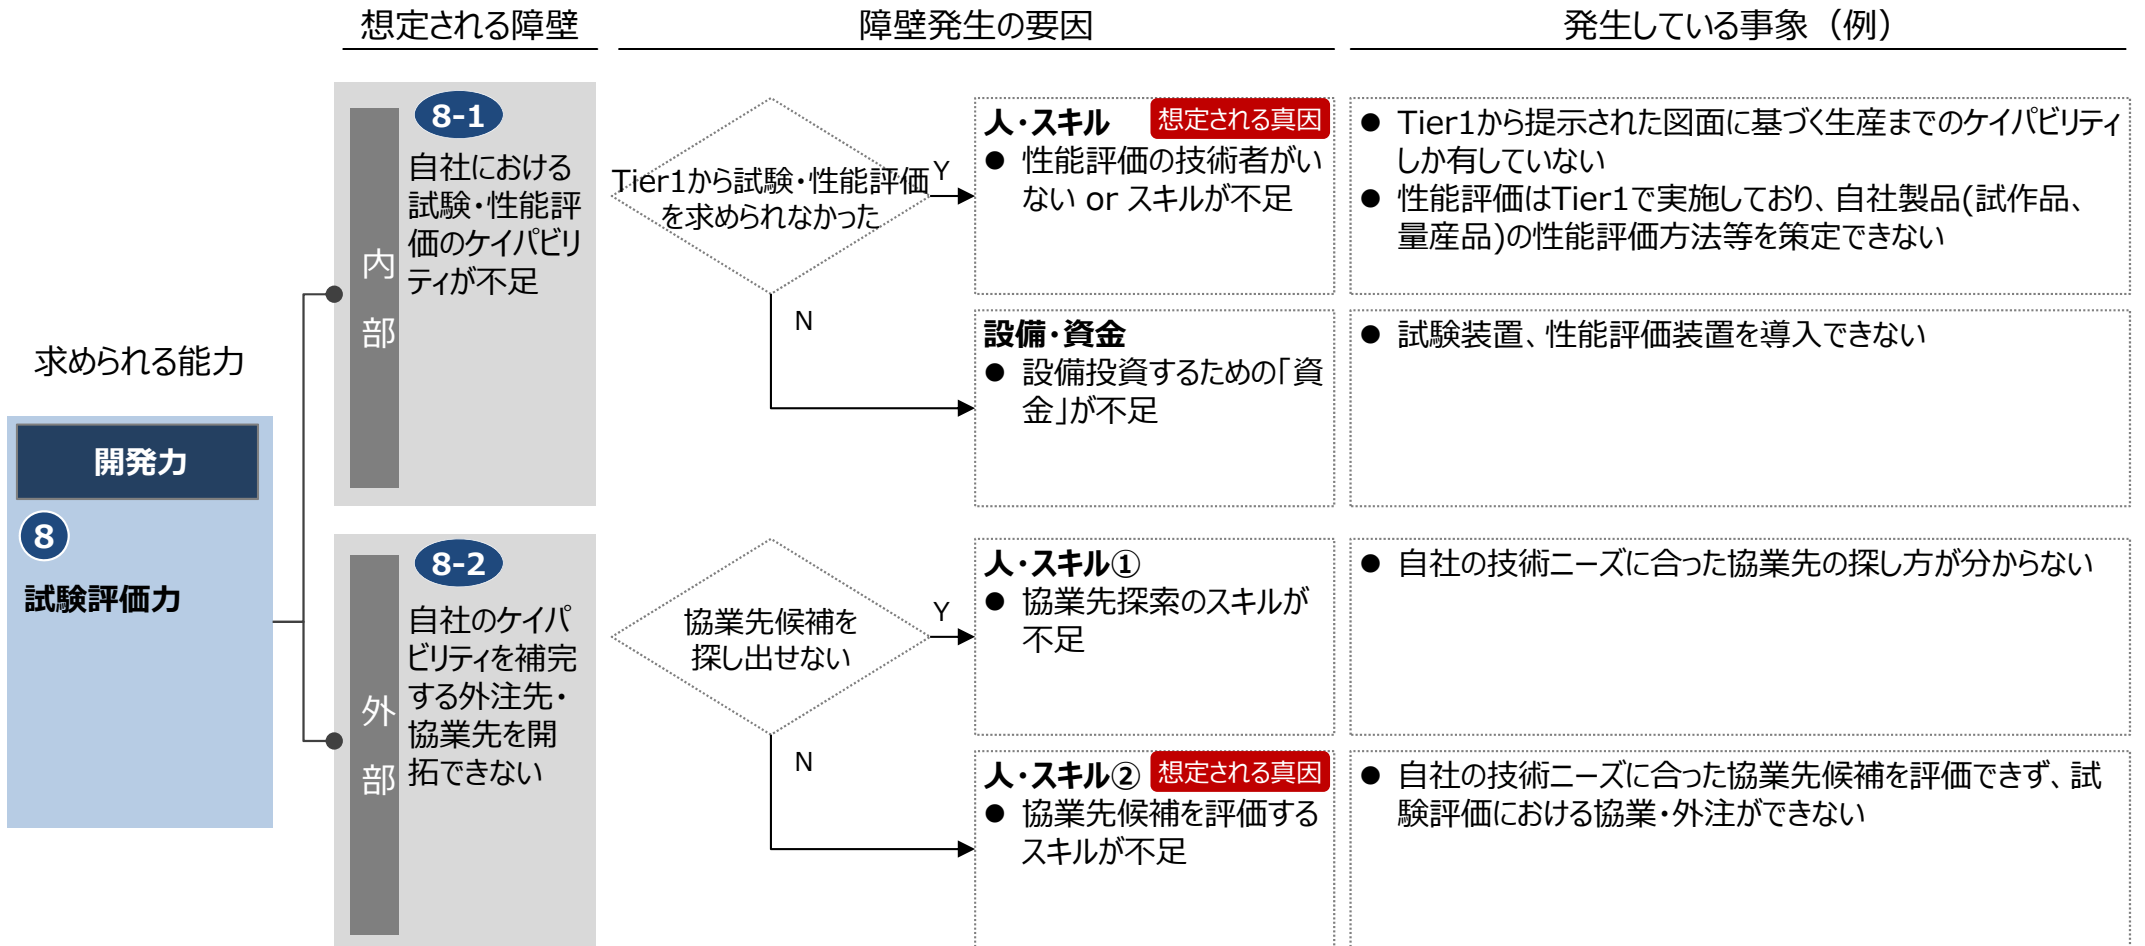 想定される障壁
障壁発生の要因
発生している事象（例）
求められる能力
開発力
8
試験評価力
内部
8-1
自社における
試験・性能評
価のケイパビリ
ティが不足
Tier1から試験・性能評価
を求められなかった
Y
N
人・スキル
想定される真因
● 性能評価の技術者がい
ない or スキルが不足
● Tier1から提示された図面に基づく生産までのケイパビリティ
しか有していない
● 性能評価はTier1で実施しており、自社製品(試作品、
量産品)の性能評価方法等を策定できない
設備・資金
● 設備投資するための「資
金」が不足
● 試験装置、性能評価装置を導入できない
外部
8-2
自社のケイパ
ビリティを補完
する外注先・
協業先を開
拓できない
協業先候補を
探し出せない
Y
N
人・スキル①
● 協業先探索のスキルが
不足
● 自社の技術ニーズに合った協業先の探し方が分からない
人・スキル②
想定される真因
● 協業先候補を評価する
スキルが不足
● 自社の技術ニーズに合った協業先候補を評価できず、試
験評価における協業・外注ができない